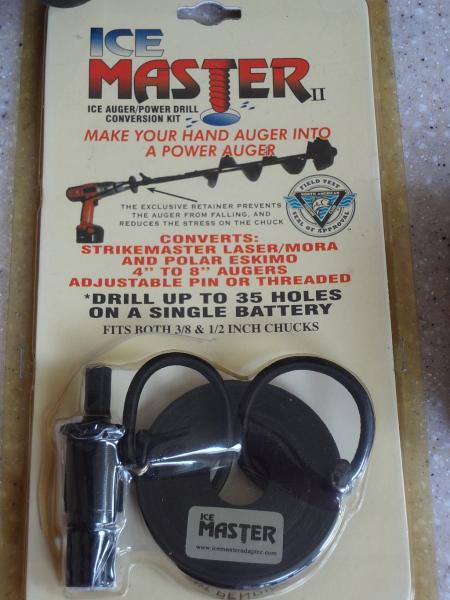 ICE
MASTER II
ICE AUGER/POWER DRILL
CONVERSION KIT
MAKE YOUR HAND AUGER INTO
A POWER AUGER
THE EXCLUSIVE RETAINER PREVENTS
THE AUGER FROM FALLING, AND
REDUCES THE STRESS ON THE CHUCK
FIELD TEST
NORTH AMERICAN
SEAL OF APPROVAL
CONVERTS:
STRIKEMASTER LASER/MORA
AND POLAR ESKIMO
4" TO 8" AUGERS
ADJUSTABLE PIN OR THREADED
*DRILL UP TO 35 HOLES
ON A SINGLE BATTERY
FITS BOTH 3/8 & 1/2 INCH CHUCKS
ICE
MASTER
www.icemasteradapter.com